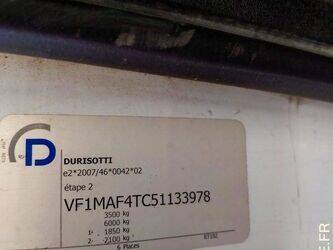 DURISOTTI
e2*2007/46*0042*02
étape 2
VF1MAF4TC51133978
3500 kg
6000 kg
1- 1850 kg
2- 2100 kg
6 Places